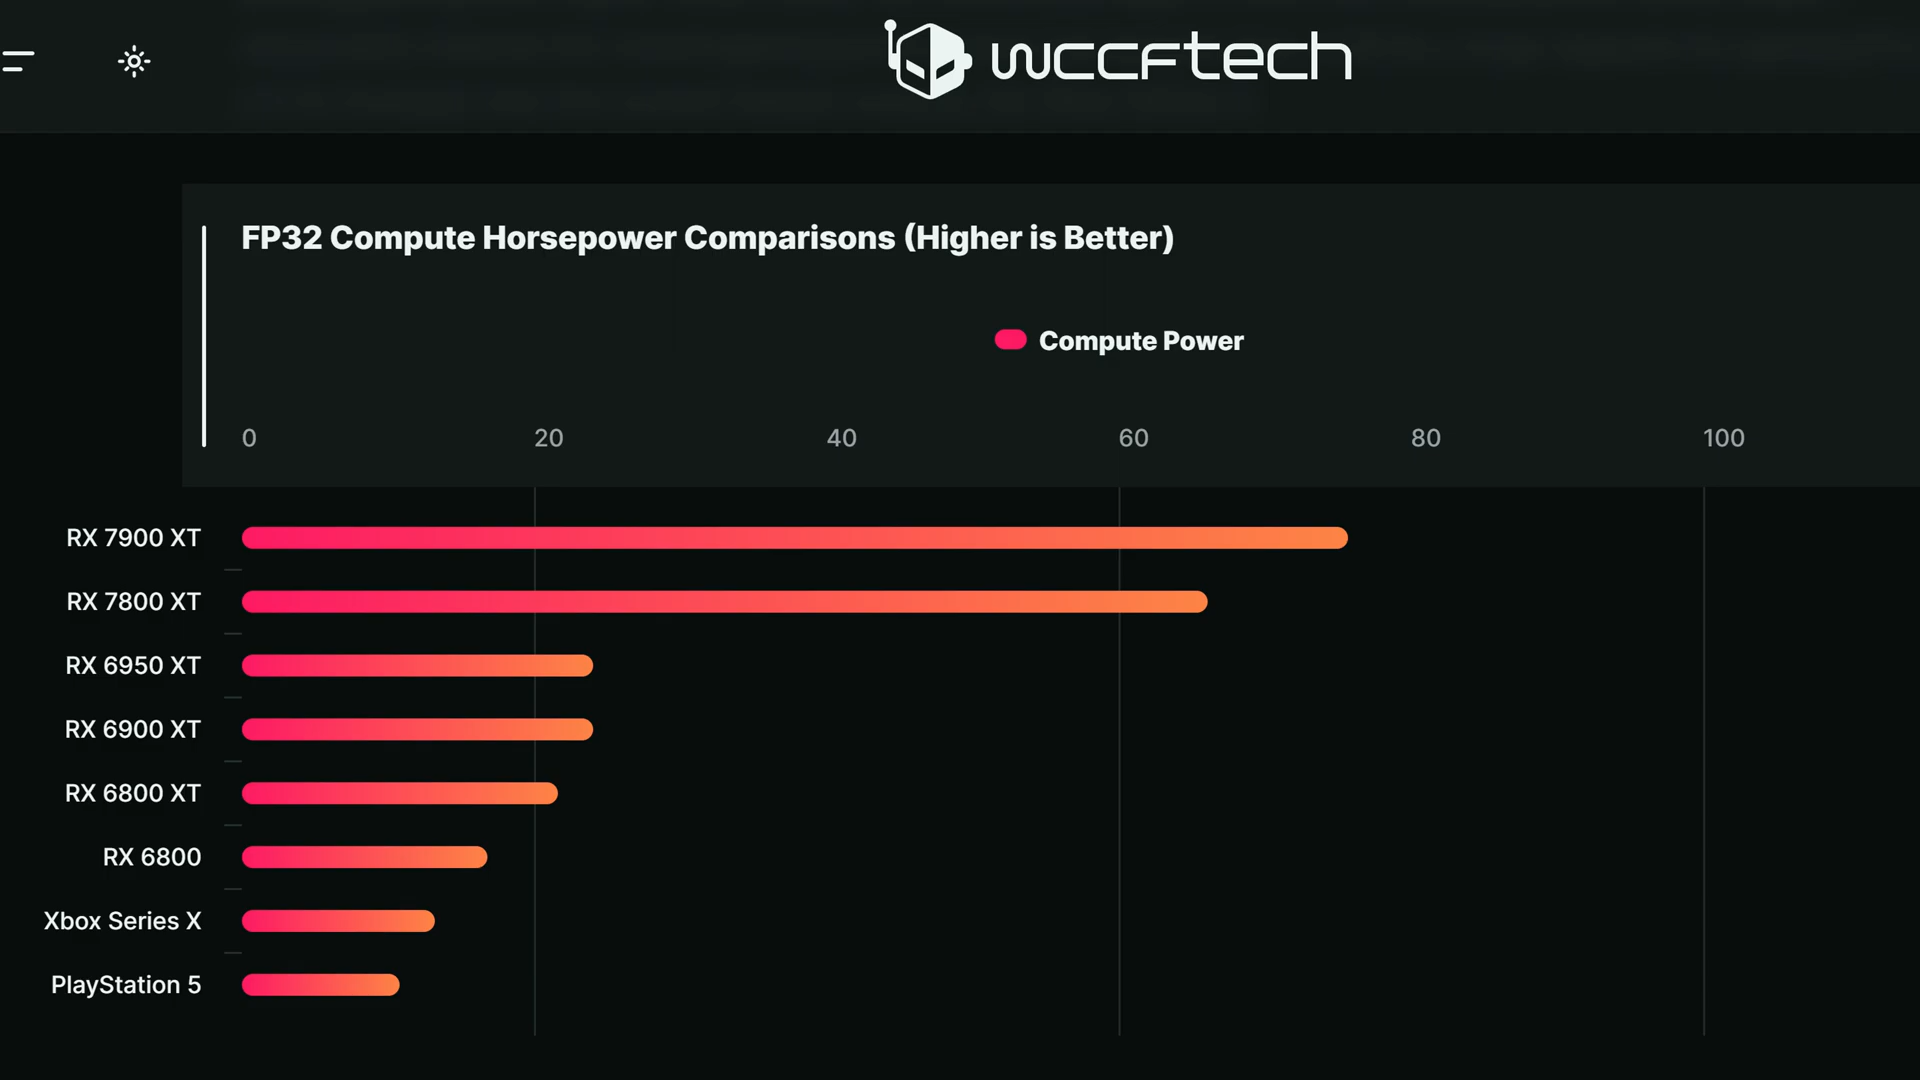 wccftech
FP32 Compute Horsepower Comparisons (Higher is Better)
Compute Power
0 20 40 60 80 100
RX 7900 XT
RX 7800 XT
RX 6950 XT
RX 6900 XT
RX 6800 XT
RX 6800
Xbox Series X
PlayStation 5